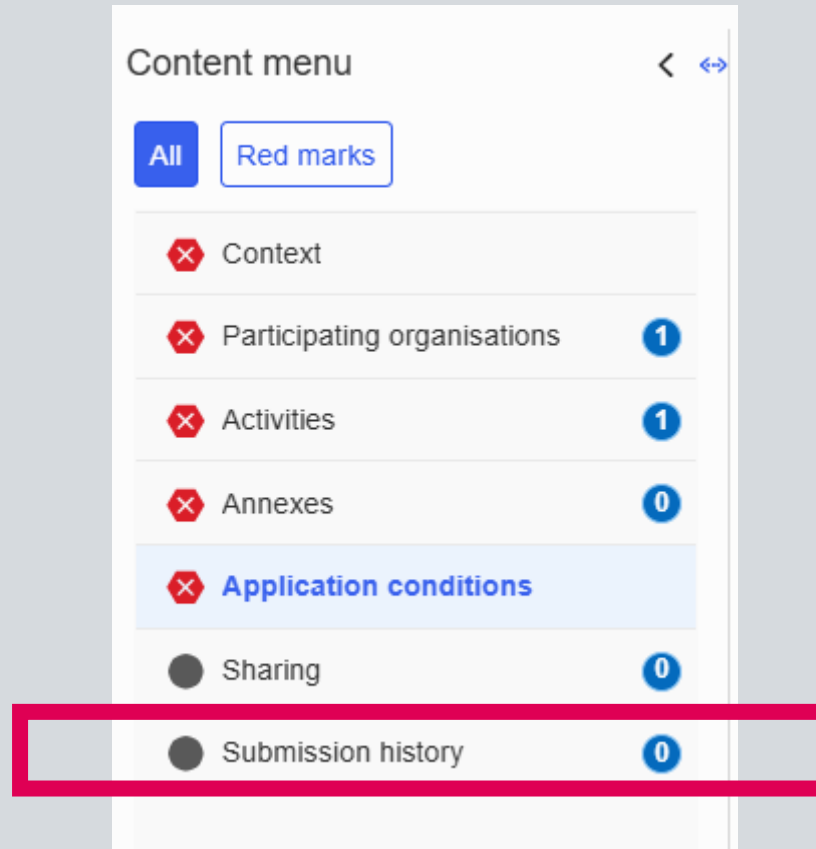 Content menu
All
Red marks
Context
Participating organisations 1
Activities 1
Annexes 0
Application conditions
Sharing 0
Submission history 0